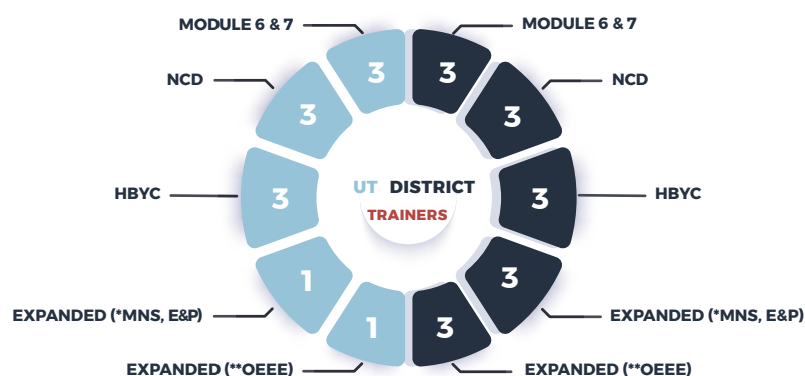 MODULE 6 & 7
MODULE 6 & 7
3
3
NCD
NCD
3
3
HBYC
HBYC
3
3
UT DISTRICT
TRAINERS
1
3
EXPANDED (*MNS, E&P)
EXPANDED (*MNS, E&P)
1
3
EXPANDED (**OEEE)
EXPANDED (**OEEE)